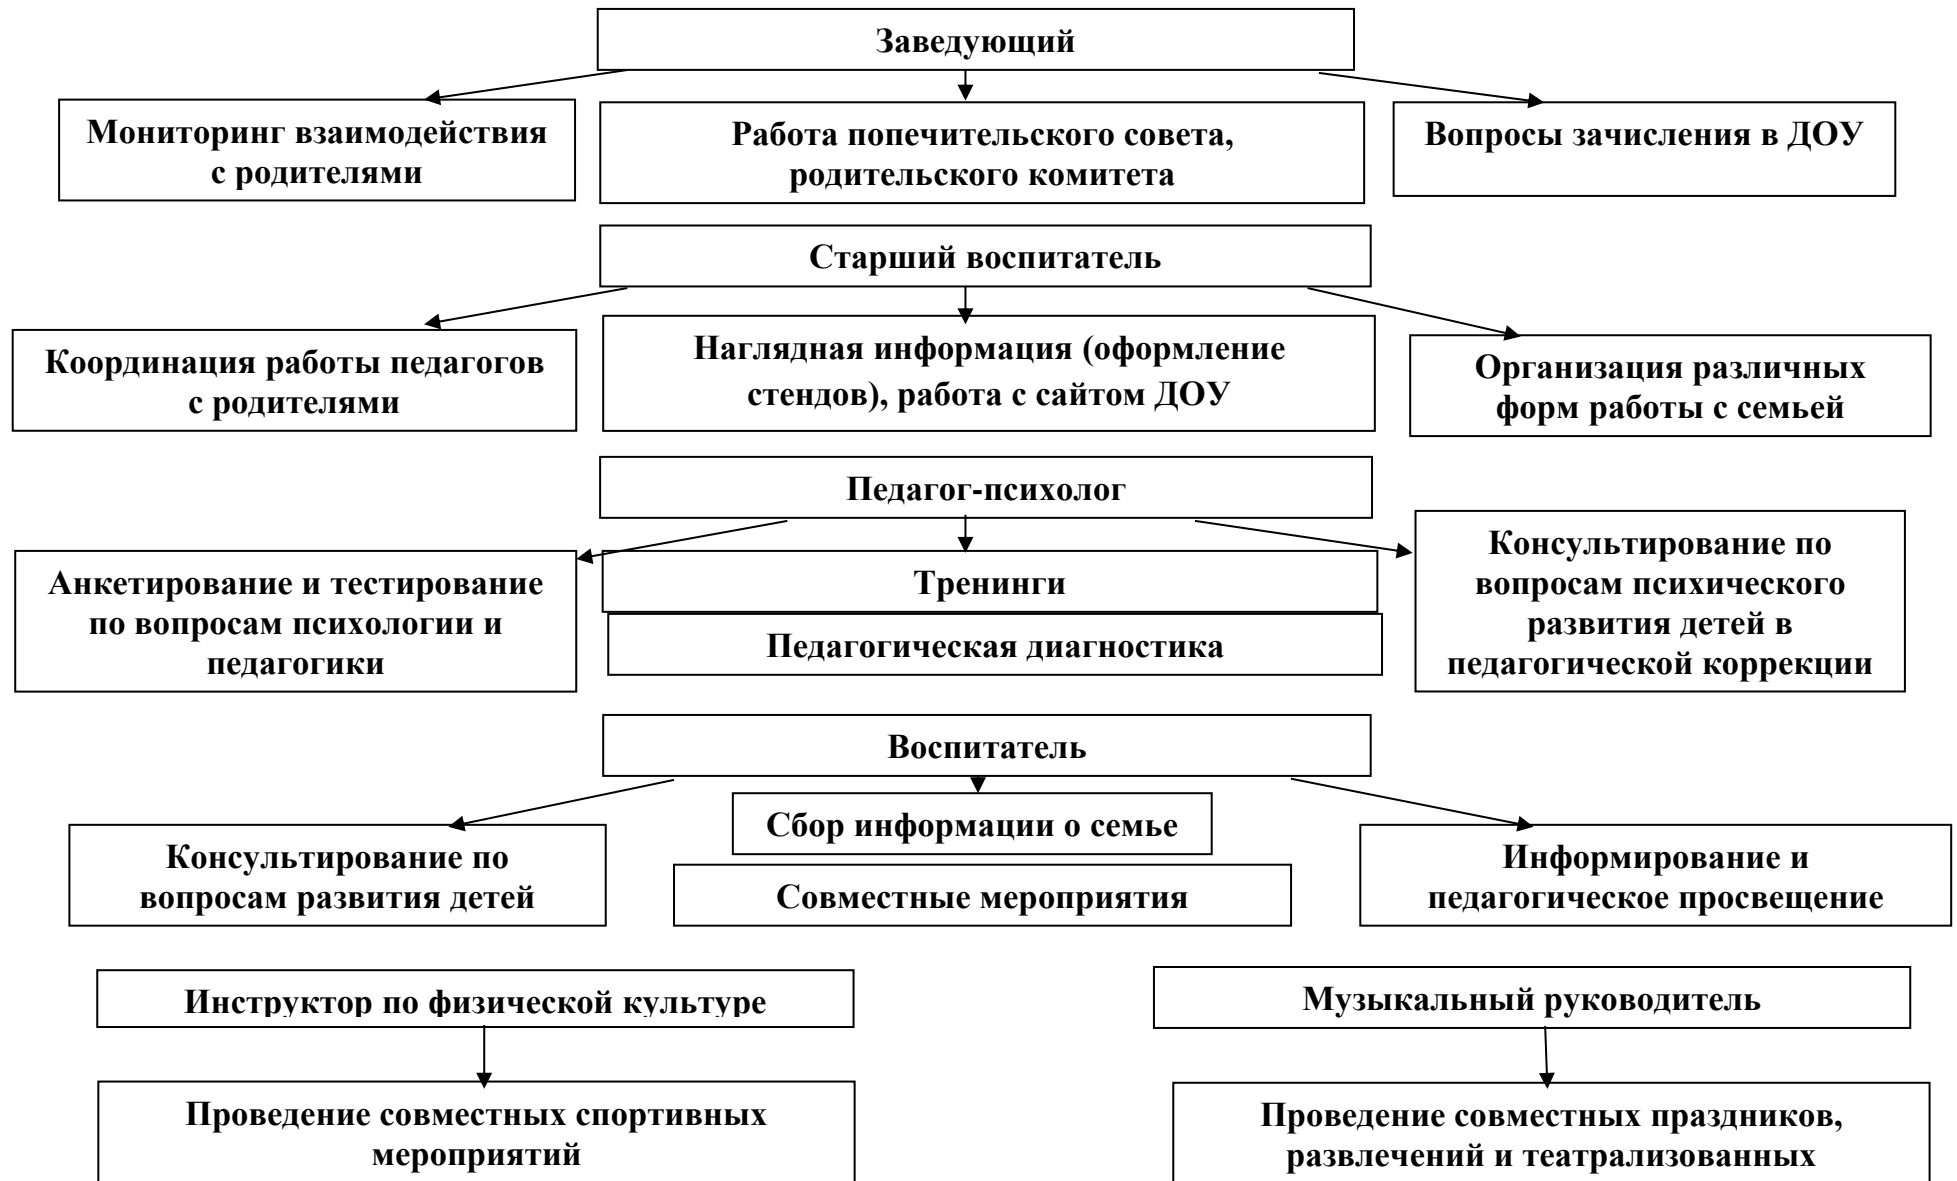 Заведующий
Мониторинг взаимодействия
с родителями
Работа попечительского совета,
родительского комитета
Вопросы зачисления в ДОУ
Старший воспитатель
Координация работы педагогов
с родителями
Наглядная информация (оформление
стендов), работа с сайтом ДОУ
Организация различных
форм работы с семьей
Педагог-психолог
Анкетирование и тестирование
по вопросам психологии и
педагогики
Тренинги
Педагогическая диагностика
Консультирование по
вопросам психического
развития детей в
педагогической коррекции
Воспитатель
Консультирование по
вопросам развития детей
Сбор информации о семье
Совместные мероприятия
Информирование и
педагогическое просвещение
Инструктор по физической культуре
Проведение совместных спортивных
мероприятий
Музыкальный руководитель
Проведение совместных праздников,
развлечений и театрализованных